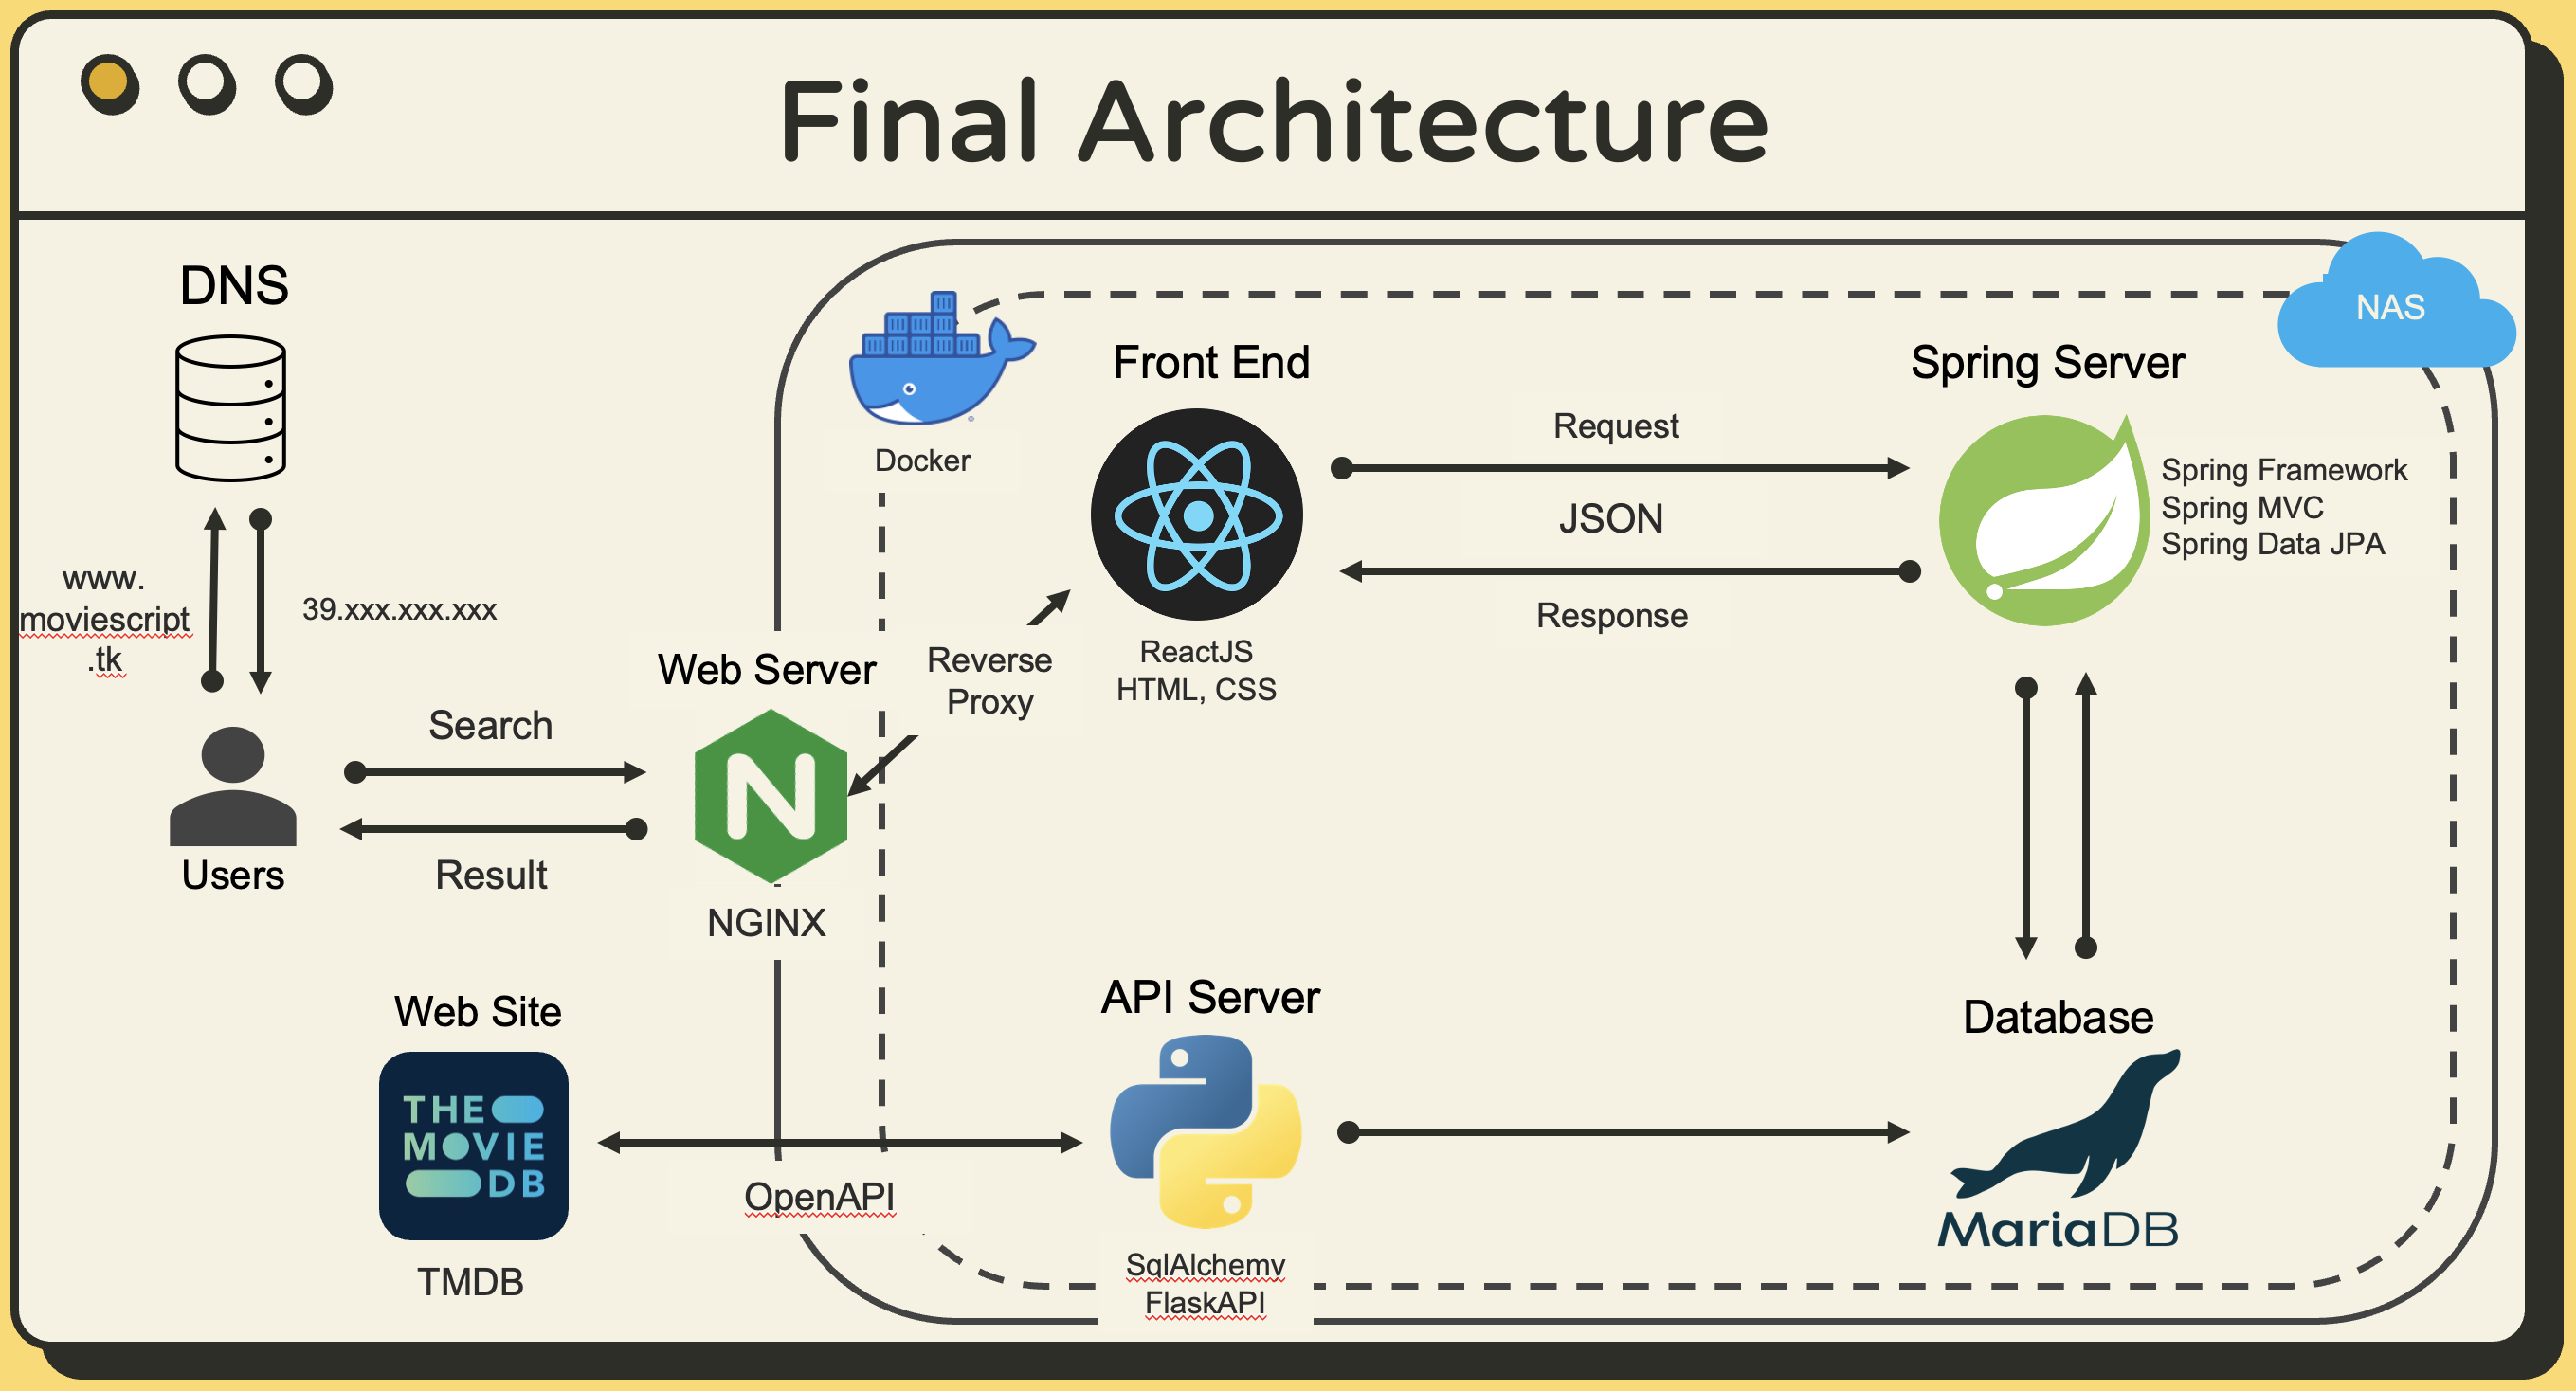 Final Architecture
DNS
www.
moviescript
.tk
39.xxx.xxx.xxx
Users
Search
Result
Web Server
NGINX
Web Site
THE
MOVIE
DB
TMDB
OpenAPI
Docker
Reverse
Proxy
Front End
ReactJS
HTML, CSS
Request
JSON
Response
Spring Server
Spring Framework
Spring MVC
Spring Data JPA
NAS
API Server
SqlAlchemy
FlaskAPI
Database
MariaDB